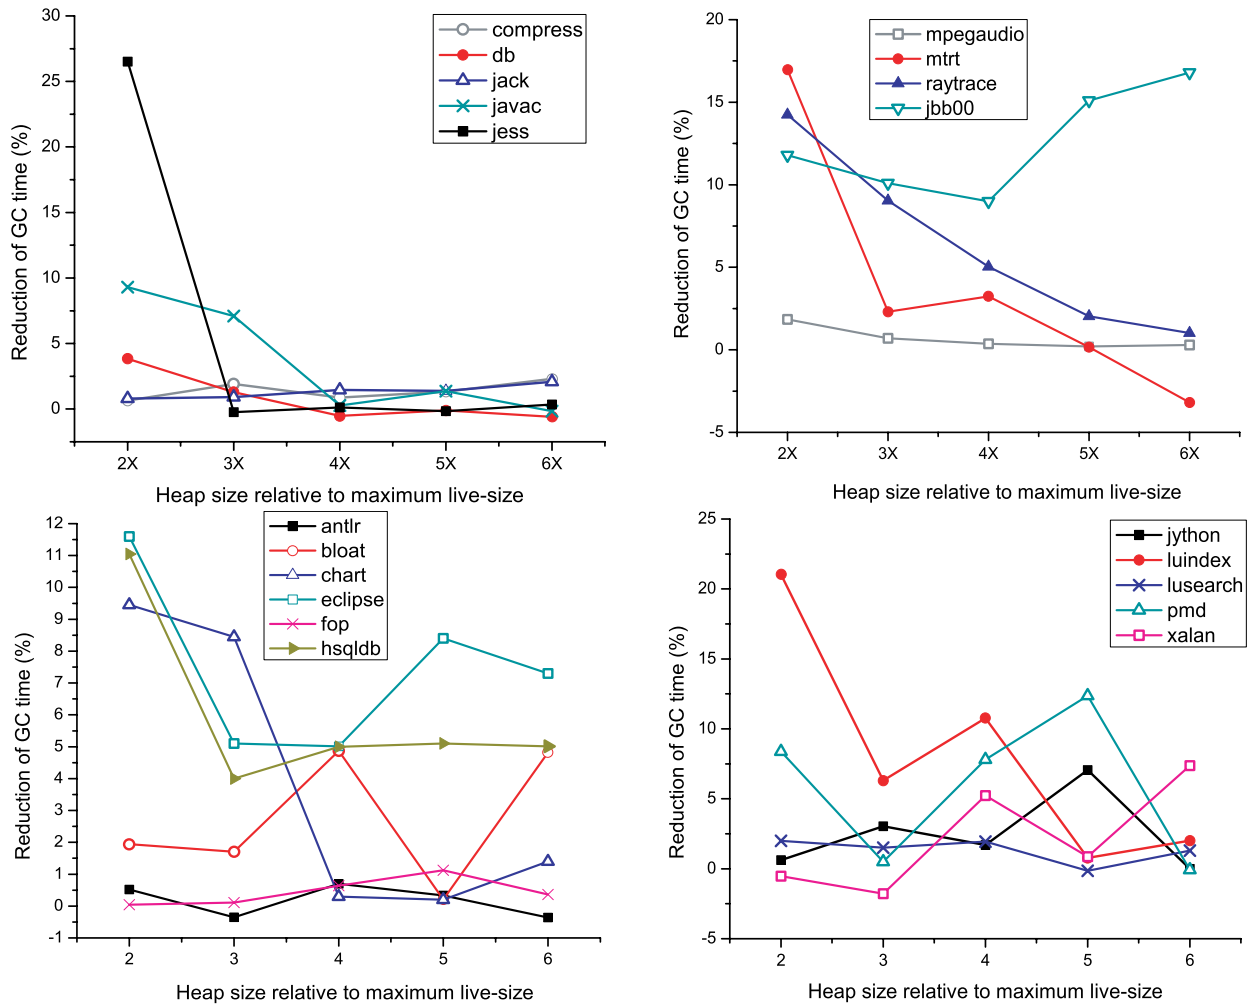 30
25
20
15
10
5
0
Reduction of GC time (%)
compress
db
jack
javac
jess
2X 3X 4X 5X 6X
Heap size relative to maximum live-size
20
15
10
5
0
-5
Reduction of GC time (%)
mpegaudio
mtrt
raytrace
jbb00
2X 3X 4X 5X 6X
Heap size relative to maximum live-size
12
11
10
9
8
7
6
5
4
3
2
1
0
-1
Reduction of GC time (%)
antlr
bloat
chart
eclipse
fop
hsqldb
2 3 4 5 6
Heap size relative to maximum live-size
25
20
15
10
5
0
-5
Reduction of GC time (%)
jython
luindex
lusearch
pmd
xalan
2 3 4 5 6
Heap size relative to maximum live-size